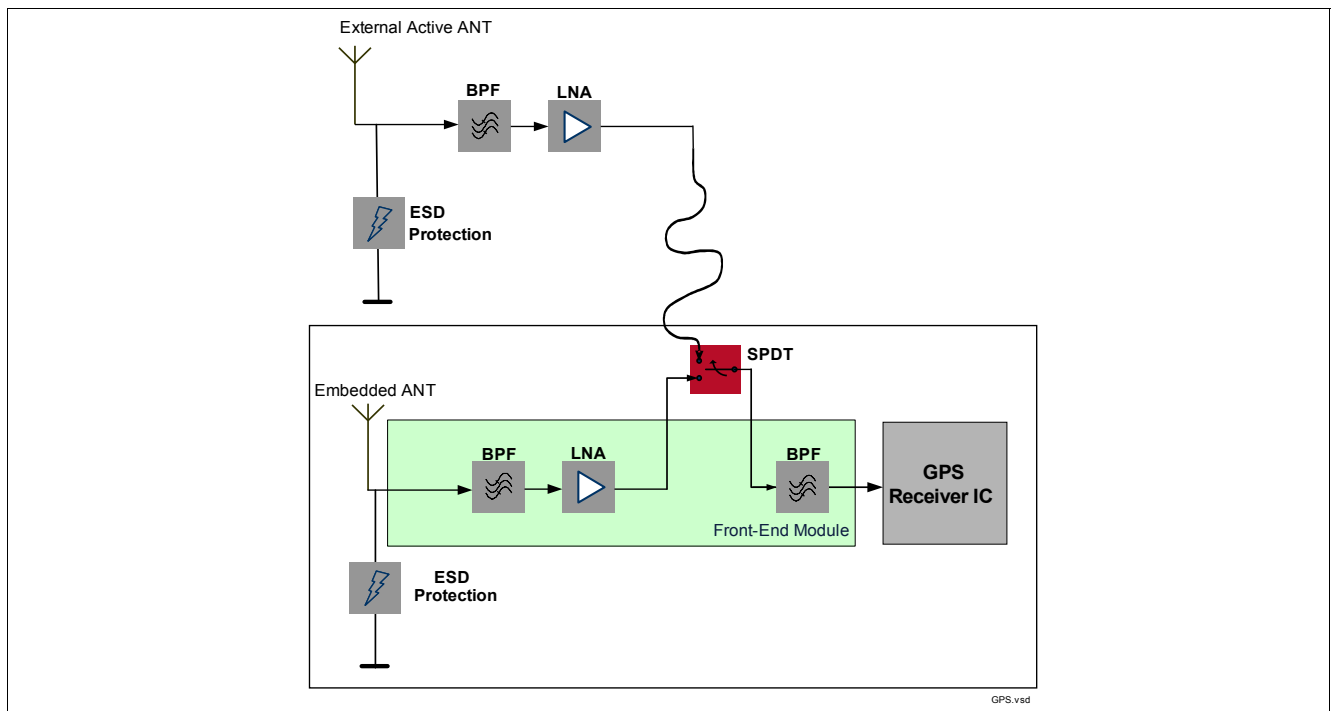 External Active ANT
BPF
LNA
ESD
Protection
SPDT
Embedded ANT
BPF
LNA
BPF
GPS
Receiver IC
Front-End Module
ESD
Protection
GPS.vsd